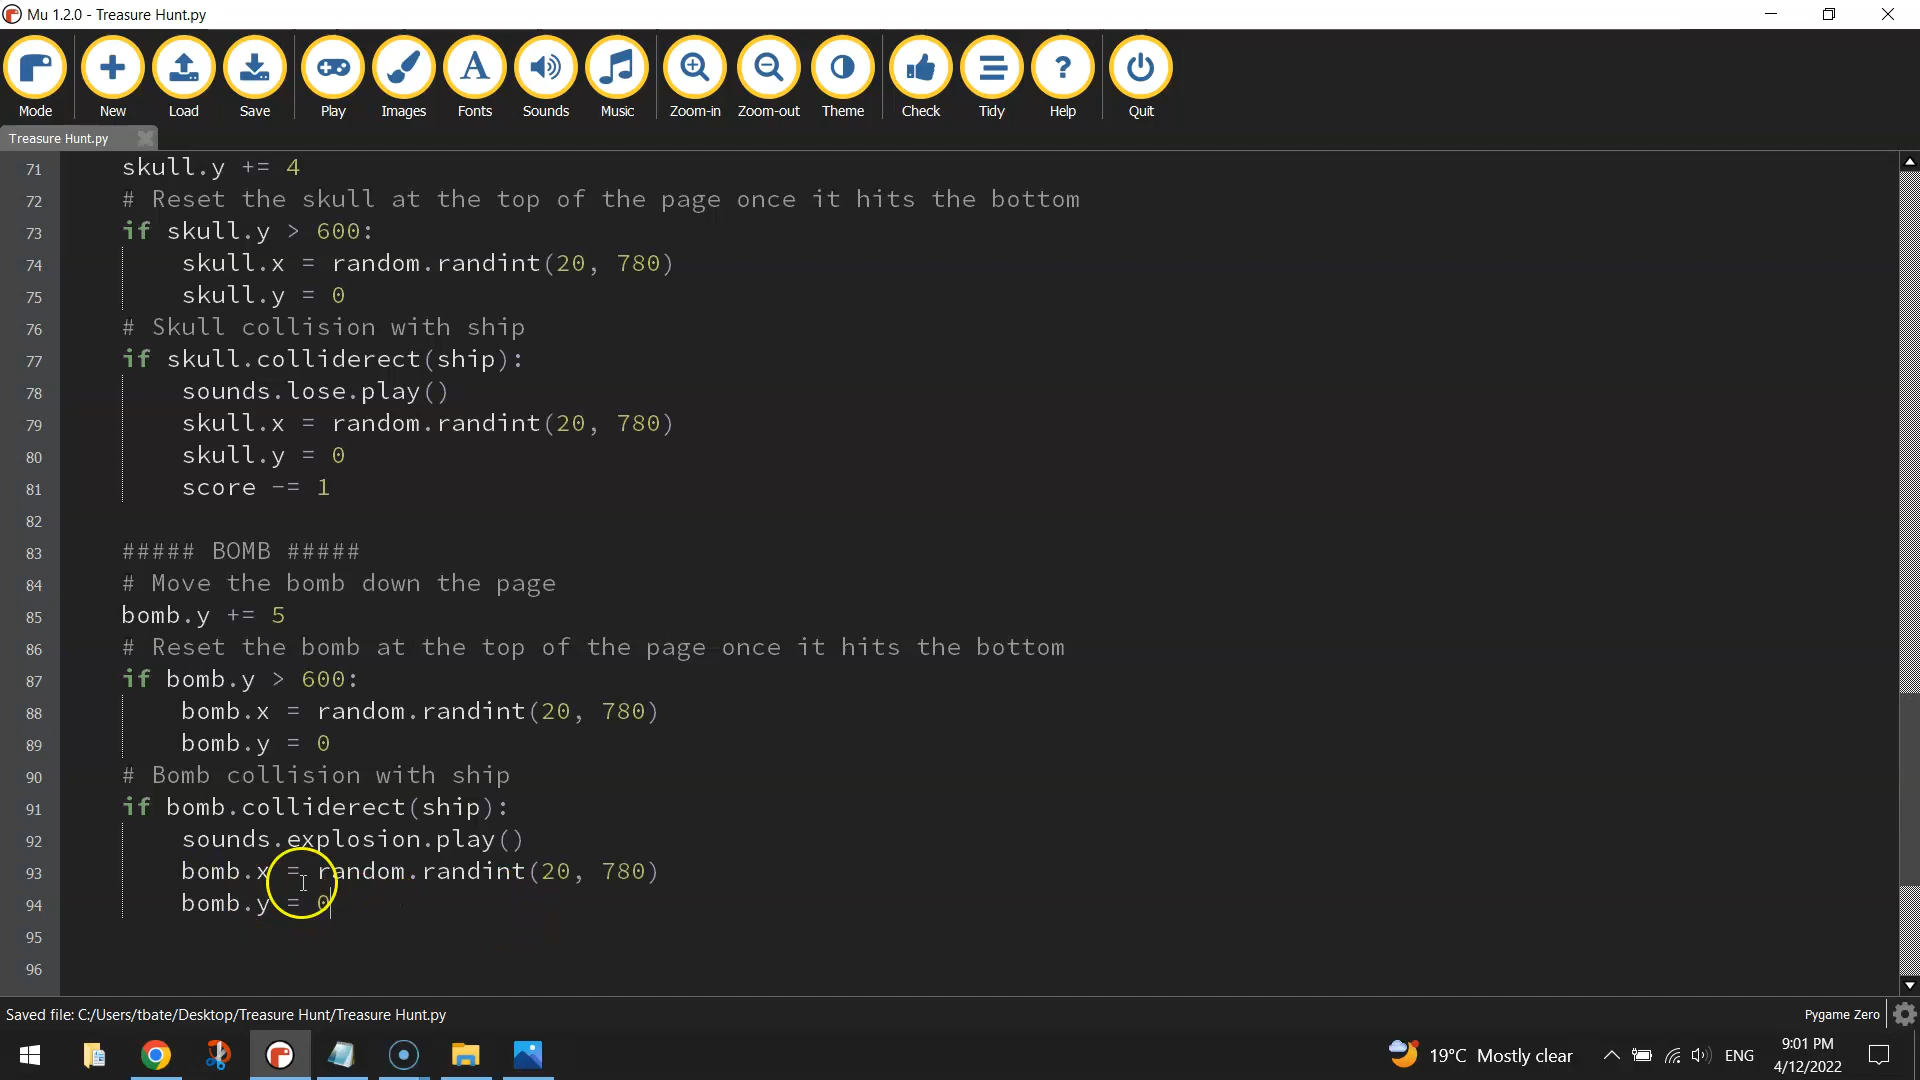 Mu 1.2.0 - Treasure Hunt.py
Mode New Load Save Play Images Fonts Sounds Music Zoom-in Zoom-out Theme Check Tidy Help Quit
Treasure Hunt.py
71 skull.y += 4
72 # Reset the skull at the top of the page once it hits the bottom
73 if skull.y > 600:
74 skull.x = random.randint(20, 780)
75 skull.y = 0
76 # Skull collision with ship
77 if skull.colliderect(ship):
78 sounds.lose.play()
79 skull.x = random.randint(20, 780)
80 skull.y = 0
81 score -= 1
82
83 ##### BOMB #####
84 # Move the bomb down the page
85 bomb.y += 5
86 # Reset the bomb at the top of the page once it hits the bottom
87 if bomb.y > 600:
88 bomb.x = random.randint(20, 780)
89 bomb.y = 0
90 # Bomb collision with ship
91 if bomb.colliderect(ship):
92 sounds.explosion.play()
93 bomb.x = random.randint(20, 780)
94 bomb.y = 0
95
96
Saved file: C:/Users/tbate/Desktop/Treasure Hunt/Treasure Hunt.py
Pygame Zero
19°C Mostly clear
ENG
9:01 PM
4/12/2022